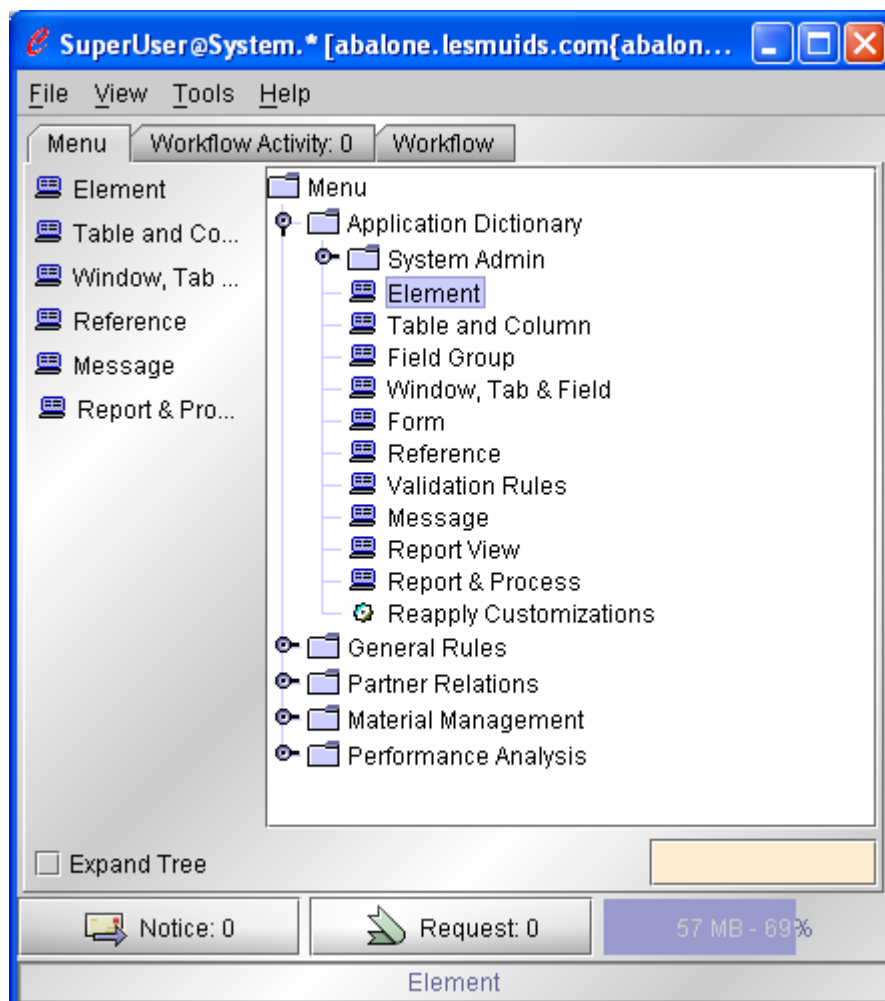 SuperUser@System.* [abalone.lesmuids.com{abalon...
File View Tools Help
Menu Workflow Activity: 0 Workflow
Element
Table and Co...
Window, Tab ...
Reference
Message
Report & Pro...
Menu
Application Dictionary
System Admin
Element
Table and Column
Field Group
Window, Tab & Field
Form
Reference
Validation Rules
Message
Report View
Report & Process
Reapply Customizations
General Rules
Partner Relations
Material Management
Performance Analysis
Expand Tree
Notice: 0 Request: 0 57 MB - 69%
Element